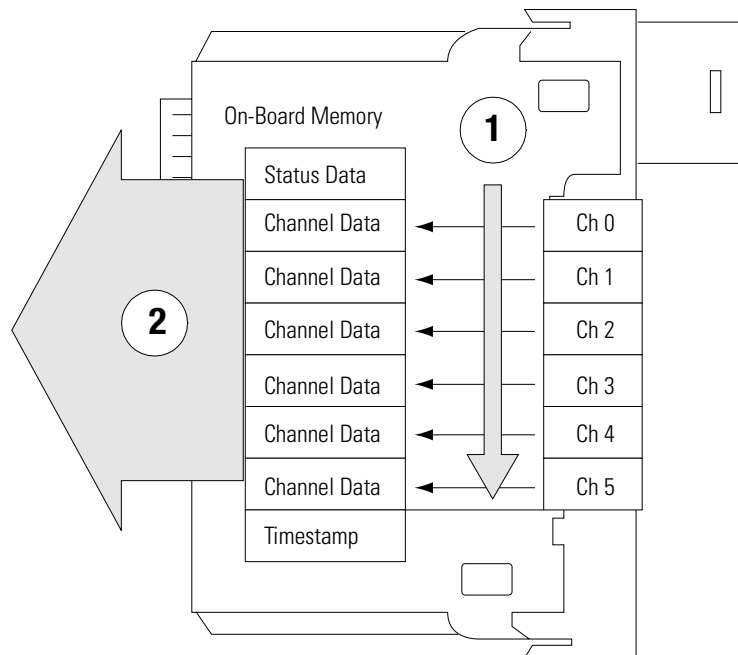 On-Board Memory
1
Status Data
Channel Data Ch 0
Channel Data Ch 1
2
Channel Data Ch 2
Channel Data Ch 3
Channel Data Ch 4
Channel Data Ch 5
Timestamp